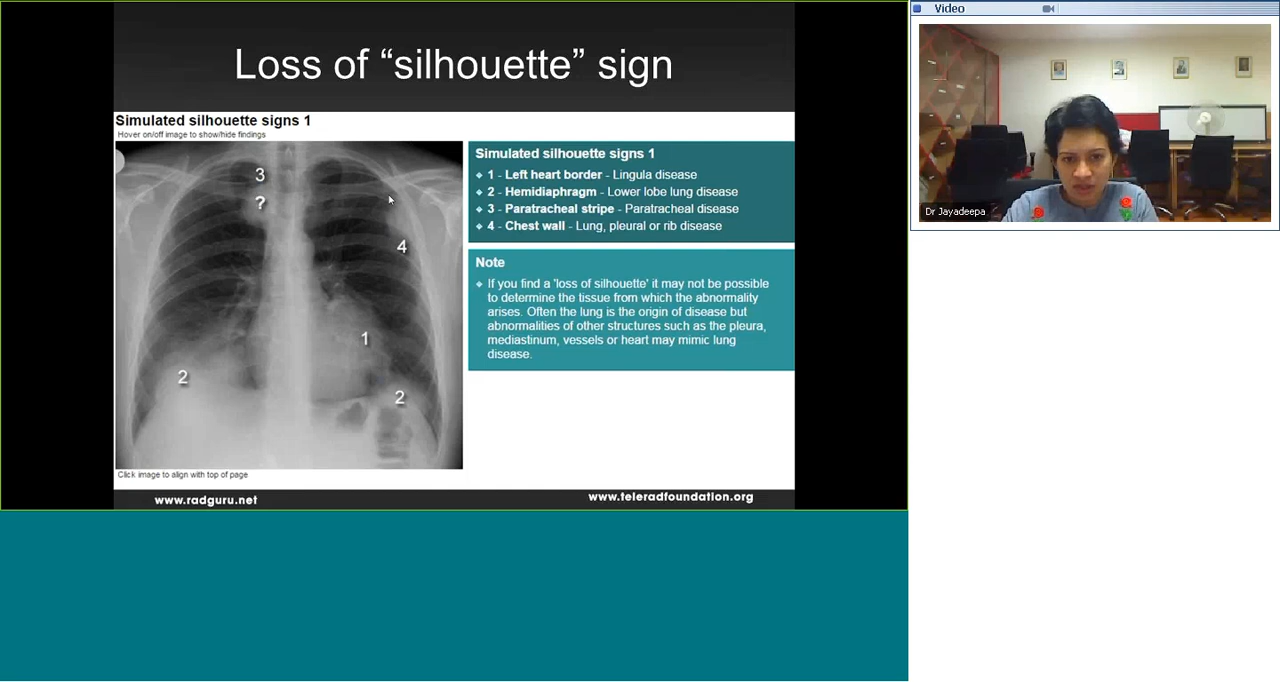 Loss of “silhouette” sign
Simulated silhouette signs 1
Hover on/off image to show/hide findings
3
?
4
1
2
2
Click image to align with top of page
Simulated silhouette signs 1
1 - Left heart border - Lingula disease
2 - Hemidiaphragm - Lower lobe lung disease
3 - Paratracheal stripe - Paratracheal disease
4 - Chest wall - Lung, pleural or rib disease
Note
If you find a 'loss of silhouette' it may not be possible
to determine the tissue from which the abnormality
arises. Often the lung is the origin of disease but
abnormalities of other structures such as the pleura,
mediastinum, vessels or heart may mimic lung
disease.
www.radguru.net
www.teleradfoundation.org
Video
Dr Jayadeepa